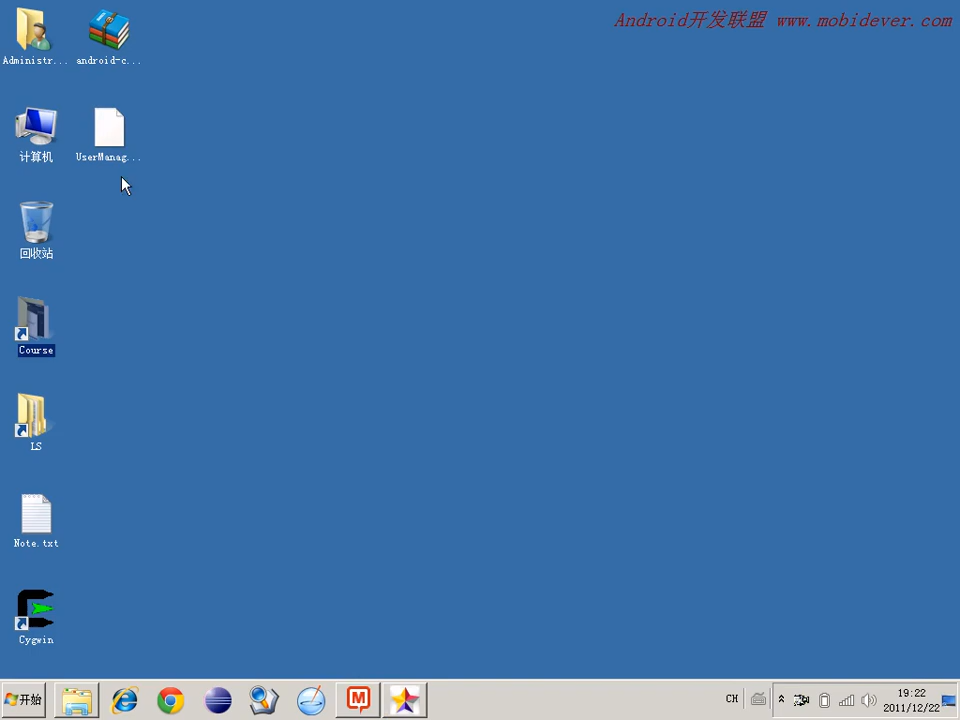 Android开发联盟 www.mobidever.com
Administr...
android-c...
计算机
UserManag...
回收站
Course
LS
Note.txt
Cygwin
开始
CH
19:22
2011/12/22